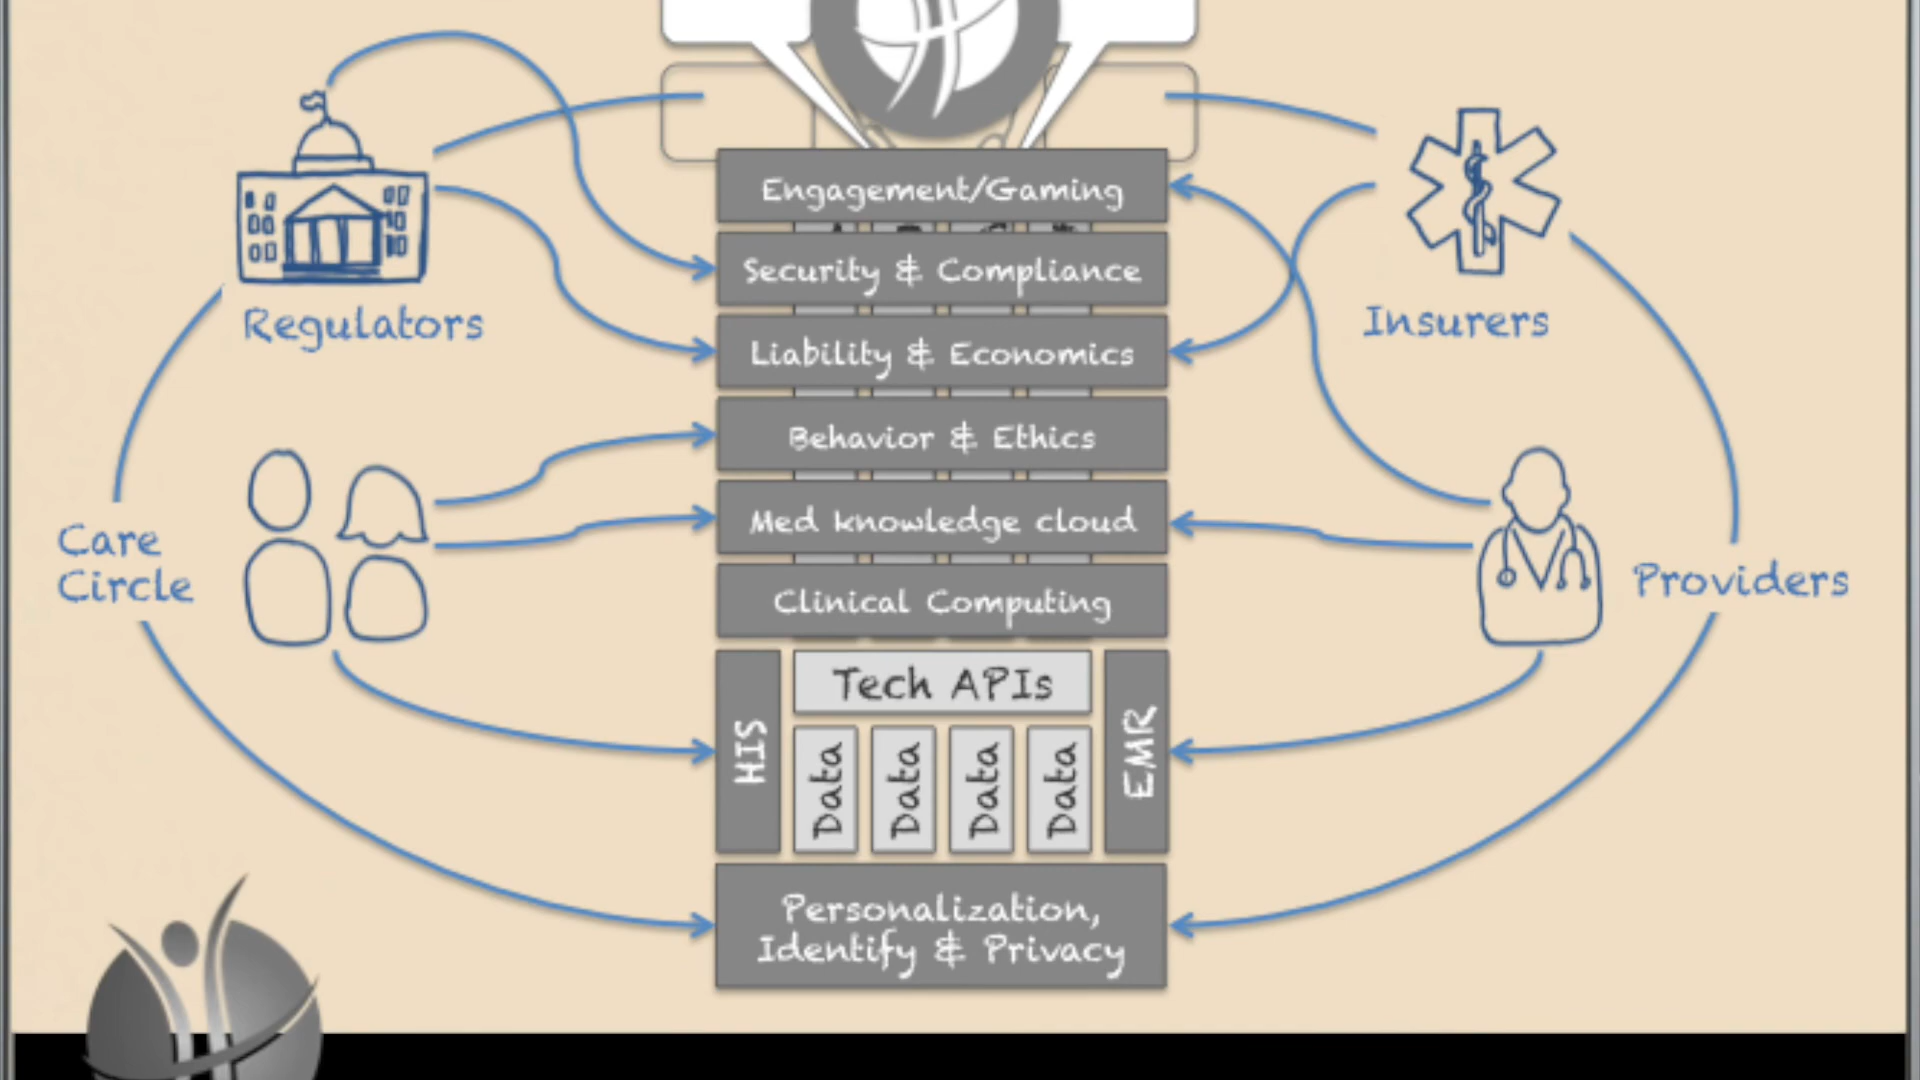 Engagement/Gaming
Security & Compliance
Liability & Economics
Behavior & Ethics
Med knowledge cloud
Clinical Computing
Tech APIs
HIS
Data
Data
Data
Data
EMR
Personalization,
Identify & Privacy
Regulators
Care
Circle
Insurers
Providers